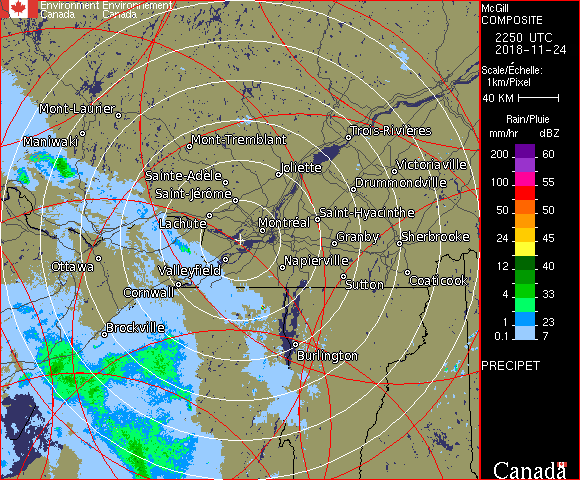 Environment Environnement
Canada Canada
McGill
COMPOSITE
2250 UTC
2018-11-24
Scale/Échelle:
1km/Pixel
40 KM
Rain/Pluie
mm/hr dBZ
200 60
100 55
50 50
24 45
12 40
4 33
1 23
0.1 7
PRECIPET
Canada
Mont-Laurier
Maniwaki
Mont-Tremblant
Trois-Rivières
Joliette
Victoriaville
Sainte-Adèle
Drummondville
Saint-Jérôme
Lachute
Saint-Hyacinthe
Montréal
Granby
Sherbrooke
Ottawa
Valleyfield
Napierville
Cornwall
Sutton
Coaticook
Brockville
Burlington